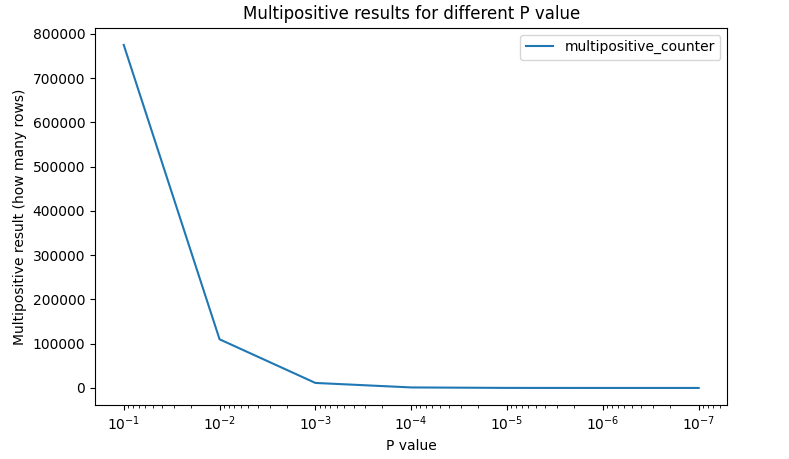 Multipositive results for different P value
multipositive_counter
Multipositive result (how many rows)
800000
700000
600000
500000
400000
300000
200000
100000
0
10⁻¹ 10⁻² 10⁻³ 10⁻⁴ 10⁻⁵ 10⁻⁶ 10⁻⁷
P value